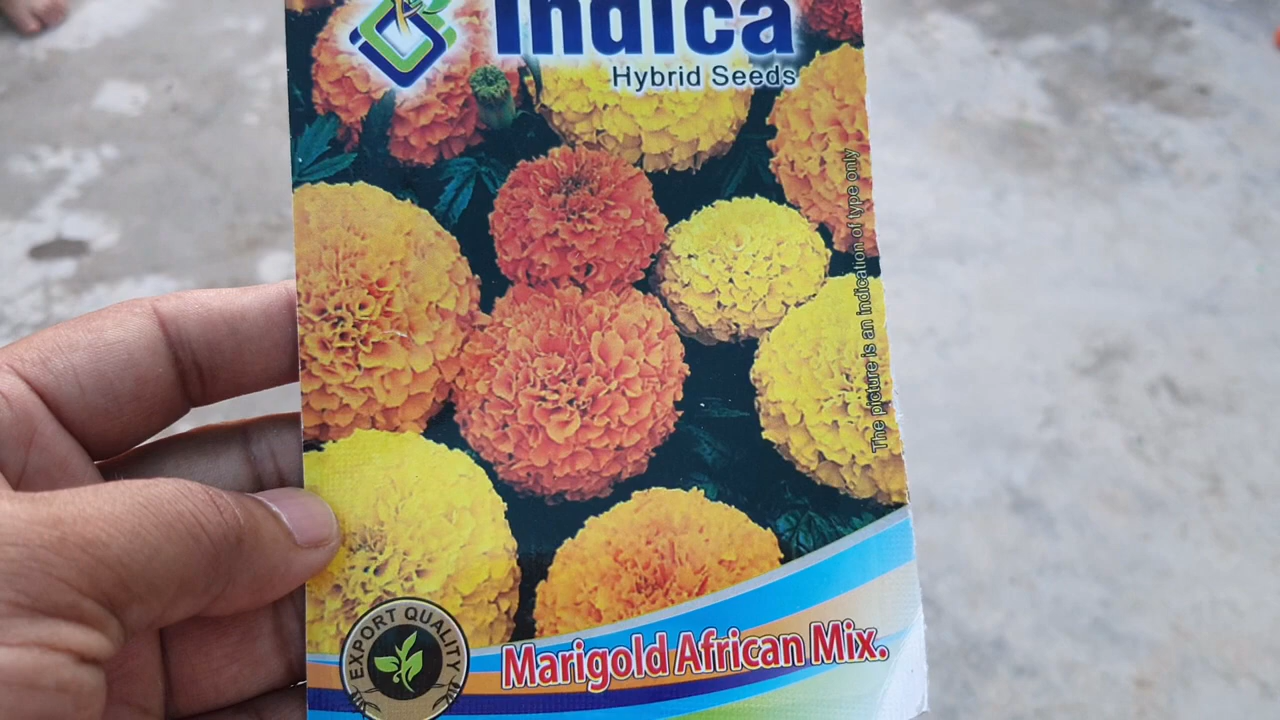 Indica
Hybrid Seeds
The picture is an indication of type only
EXPORT QUALITY
Marigold African Mix.